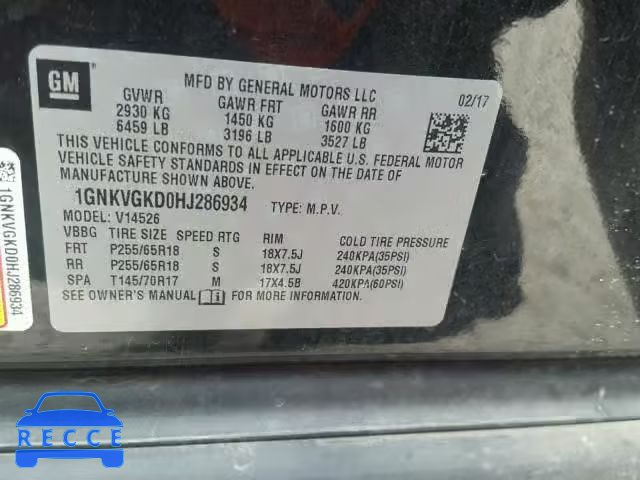 GM
MFD BY GENERAL MOTORS LLC
02/17
GVWR GAWR FRT GAWR RR
2930 KG 1450 KG 1600 KG
6459 LB 3196 LB 3527 LB
THIS VEHICLE CONFORMS TO ALL APPLICABLE U.S. FEDERAL MOTOR
VEHICLE SAFETY STANDARDS IN EFFECT ON THE DATE OF
MANUFACTURE SHOWN ABOVE.
1GNKVGKD0HJ286934 TYPE: M.P.V.
MODEL: V14526
VBBG TIRE SIZE SPEED RTG RIM COLD TIRE PRESSURE
FRT P255/65R18 S 18X7.5J 240KPA(35PSI)
RR P255/65R18 S 18X7.5J 240KPA(35PSI)
SPA T145/70R17 M 17X4.5B 420KPA(60PSI)
SEE OWNER'S MANUAL FOR MORE INFORMATION
1GNKVGKD0HJ286934
RECCE